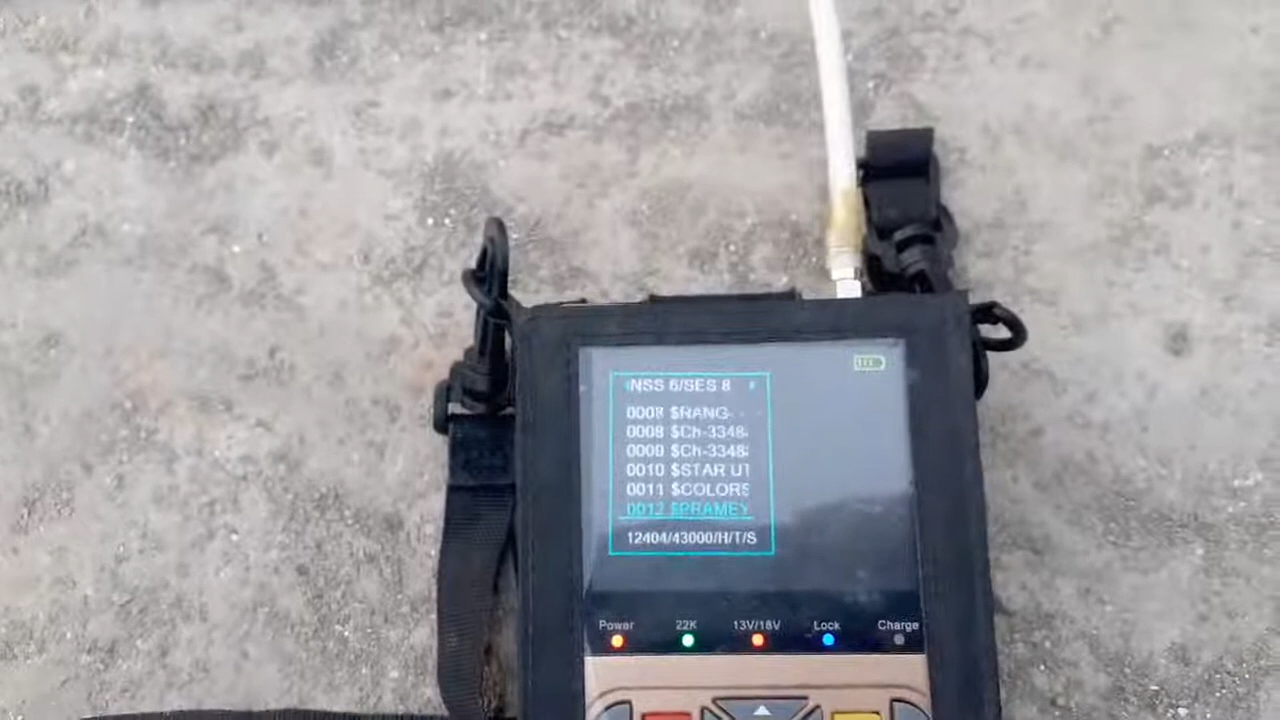 NSS 6/SES 8
0008 $RANG
0008 $Ch-3348
0009 $Ch-3348
0010 $STAR UT
0011 $COLORS
0012 $PRAMEY
12404/43000/H/T/S
Power 22K 13V/18V Lock Charge